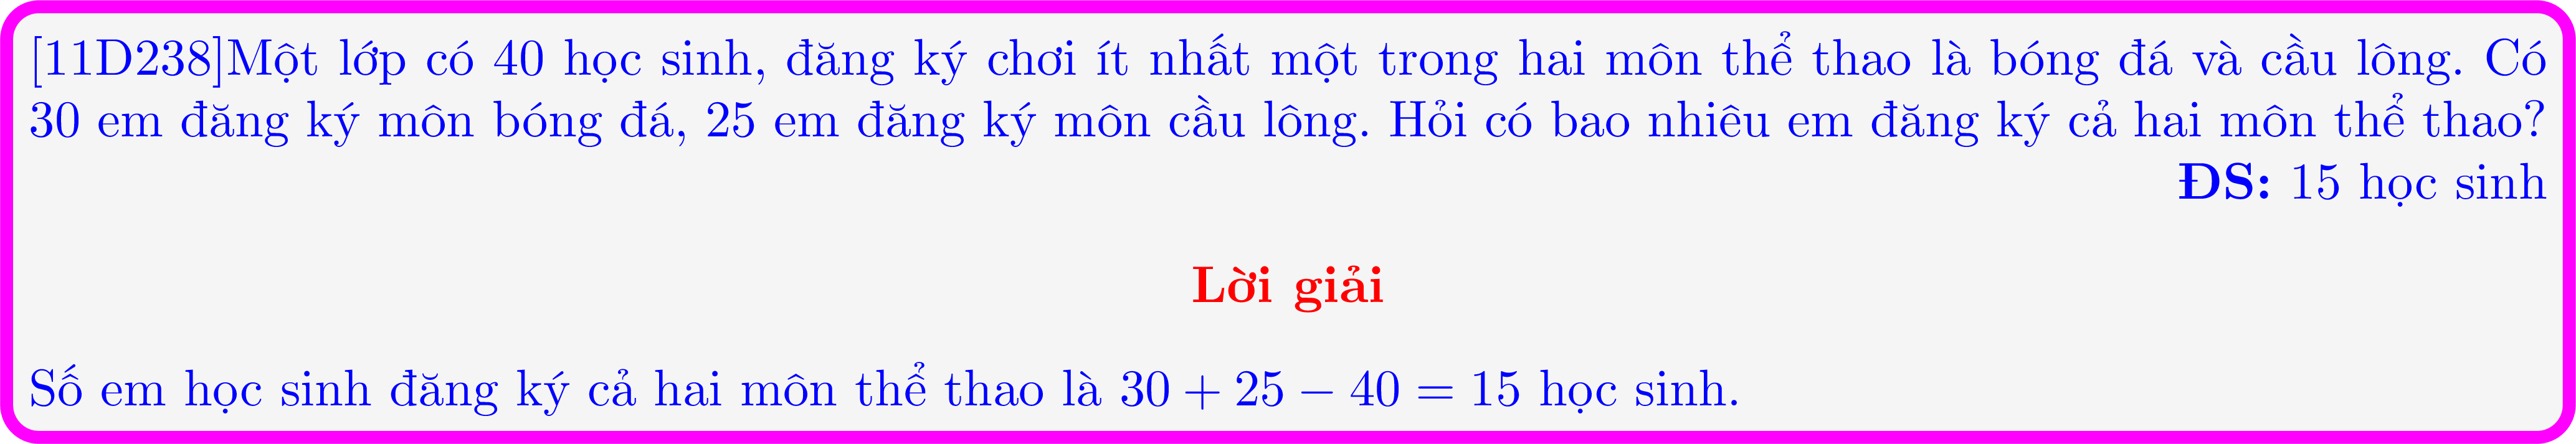 [11D238]Một lớp có 40 học sinh, đăng ký chơi ít nhất một trong hai môn thể thao là bóng đá và cầu lông. Có
30 em đăng ký môn bóng đá, 25 em đăng ký môn cầu lông. Hỏi có bao nhiêu em đăng ký cả hai môn thể thao?
ĐS: 15 học sinh
Lời giải
Số em học sinh đăng ký cả hai môn thể thao là 30 + 25 − 40 = 15 học sinh.